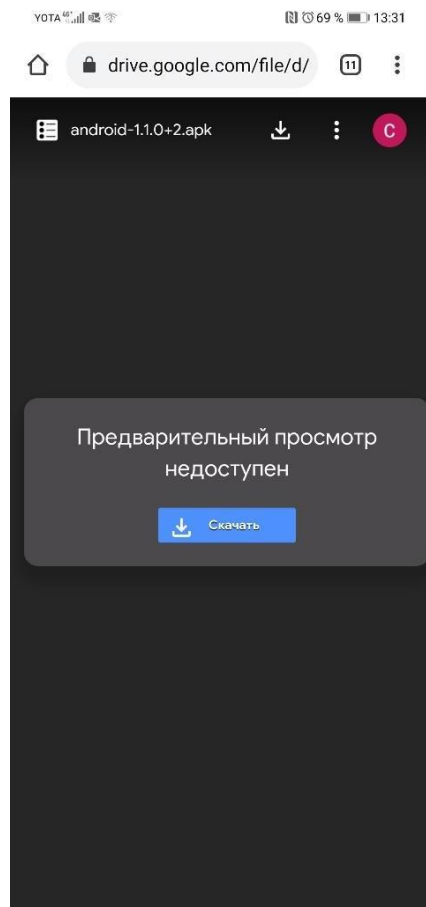 YOTA 4G 69 % 13:31
drive.google.com/file/d/ 11
android-1.1.0+2.apk C
Предварительный просмотр
недоступен
Скачать